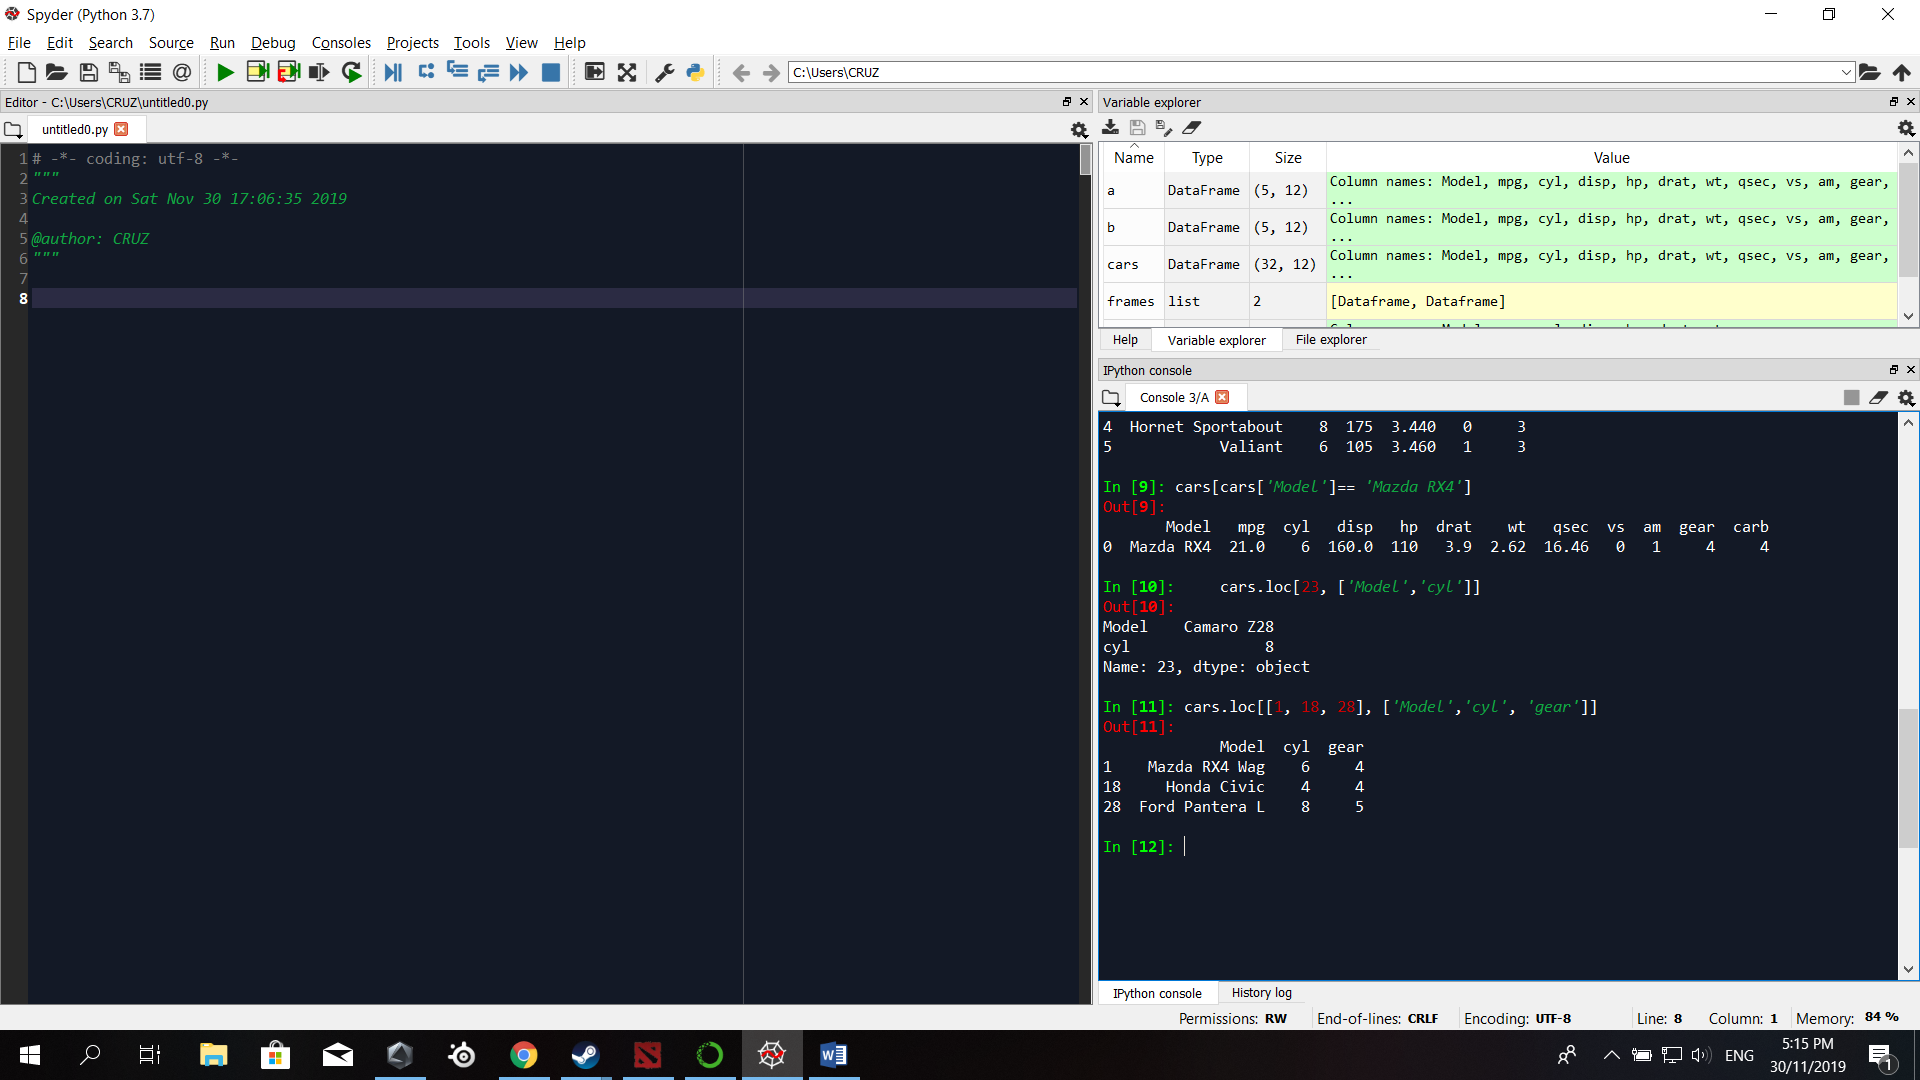 Spyder (Python 3.7)
File Edit Search Source Run Debug Consoles Projects Tools View Help
C:\Users\CRUZ
Editor - C:\Users\CRUZ\untitled0.py
untitled0.py
1 # -*- coding: utf-8 -*-
2 """
3 Created on Sat Nov 30 17:06:35 2019
4
5 @author: CRUZ
6 """
7
8
Variable explorer
Name Type Size Value
a DataFrame (5, 12) Column names: Model, mpg, cyl, disp, hp, drat, wt, qsec, vs, am, gear,
...
b DataFrame (5, 12) Column names: Model, mpg, cyl, disp, hp, drat, wt, qsec, vs, am, gear,
...
cars DataFrame (32, 12) Column names: Model, mpg, cyl, disp, hp, drat, wt, qsec, vs, am, gear,
...
frames list 2 [Dataframe, Dataframe]
Help Variable explorer File explorer
IPython console
Console 3/A
4 Hornet Sportabout 8 175 3.440 0 3
5 Valiant 6 105 3.460 1 3
In [9]: cars[cars['Model']== 'Mazda RX4']
Out[9]:
Model mpg cyl disp hp drat wt qsec vs am gear carb
0 Mazda RX4 21.0 6 160.0 110 3.9 2.62 16.46 0 1 4 4
In [10]: cars.loc[23, ['Model','cyl']]
Out[10]:
Model Camaro Z28
cyl 8
Name: 23, dtype: object
In [11]: cars.loc[[1, 18, 28], ['Model','cyl', 'gear']]
Out[11]:
Model cyl gear
1 Mazda RX4 Wag 6 4
18 Honda Civic 4 4
28 Ford Pantera L 8 5
In [12]:
IPython console History log
Permissions: RW End-of-lines: CRLF Encoding: UTF-8 Line: 8 Column: 1 Memory: 84 %
ENG
5:15 PM
30/11/2019
1